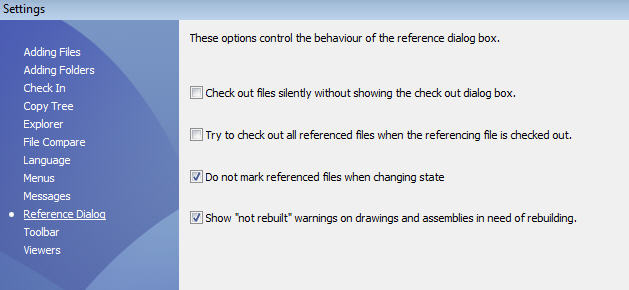 Settings
Adding Files
Adding Folders
Check In
Copy Tree
Explorer
File Compare
Language
Menus
Messages
Reference Dialog
Toolbar
Viewers
These options control the behaviour of the reference dialog box.
Check out files silently without showing the check out dialog box.
Try to check out all referenced files when the referencing file is checked out.
Do not mark referenced files when changing state
Show "not rebuilt" warnings on drawings and assemblies in need of rebuilding.